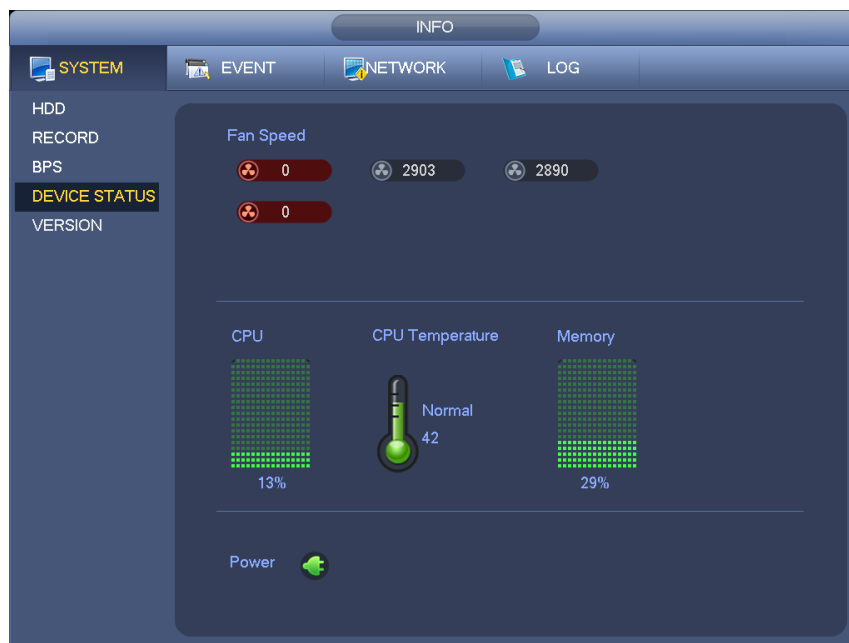 INFO
SYSTEM EVENT NETWORK LOG
HDD
RECORD
BPS
DEVICE STATUS
VERSION
Fan Speed
0 2903 2890
0
CPU CPU Temperature Memory
Normal
42
13% 29%
Power